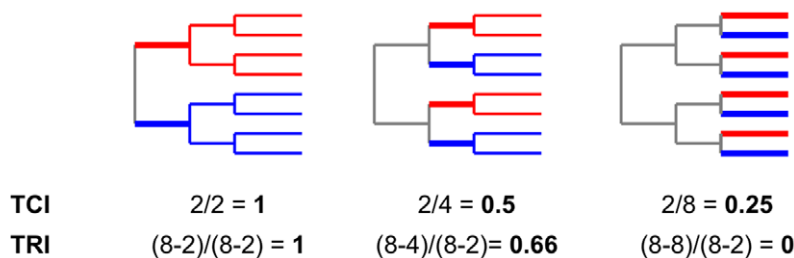 TCI 2/2 = 1 2/4 = 0.5 2/8 = 0.25
TRI (8-2)/(8-2) = 1 (8-4)/(8-2)= 0.66 (8-8)/(8-2) = 0